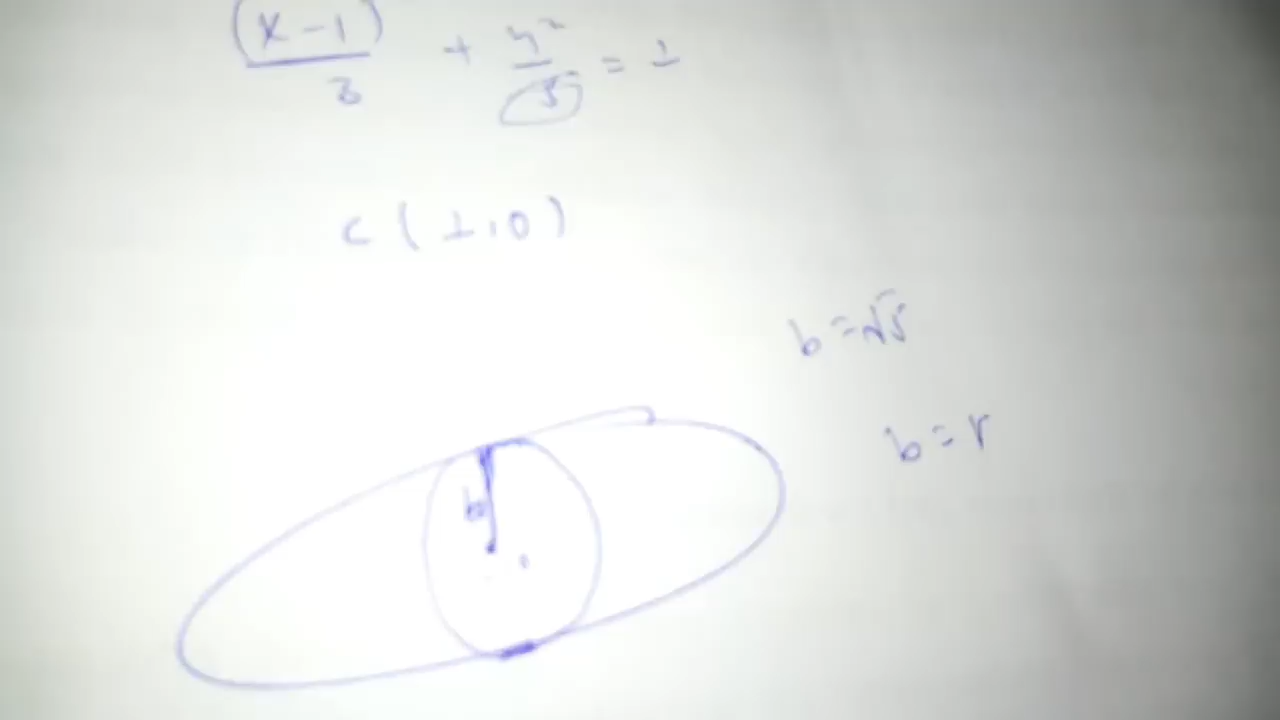 (x-1)/3 + y²/5 = 1
c(1,0)
b=√5
b=r
b